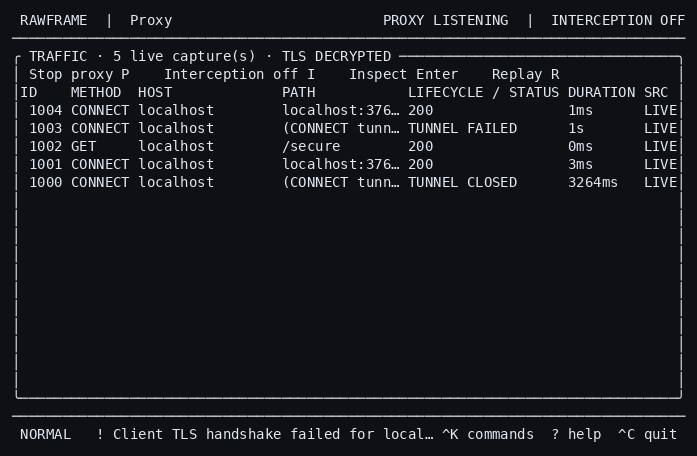 RAWFRAME | Proxy PROXY LISTENING | INTERCEPTION OFF
TRAFFIC · 5 live capture(s) · TLS DECRYPTED
Stop proxy P Interception off I Inspect Enter Replay R
ID METHOD HOST PATH LIFECYCLE / STATUS DURATION SRC
1004 CONNECT localhost localhost:376… 200 1ms LIVE
1003 CONNECT localhost (CONNECT tunn… TUNNEL FAILED 1s LIVE
1002 GET localhost /secure 200 0ms LIVE
1001 CONNECT localhost localhost:376… 200 3ms LIVE
1000 CONNECT localhost (CONNECT tunn… TUNNEL CLOSED 3264ms LIVE
NORMAL ! Client TLS handshake failed for local… ^K commands ? help ^C quit